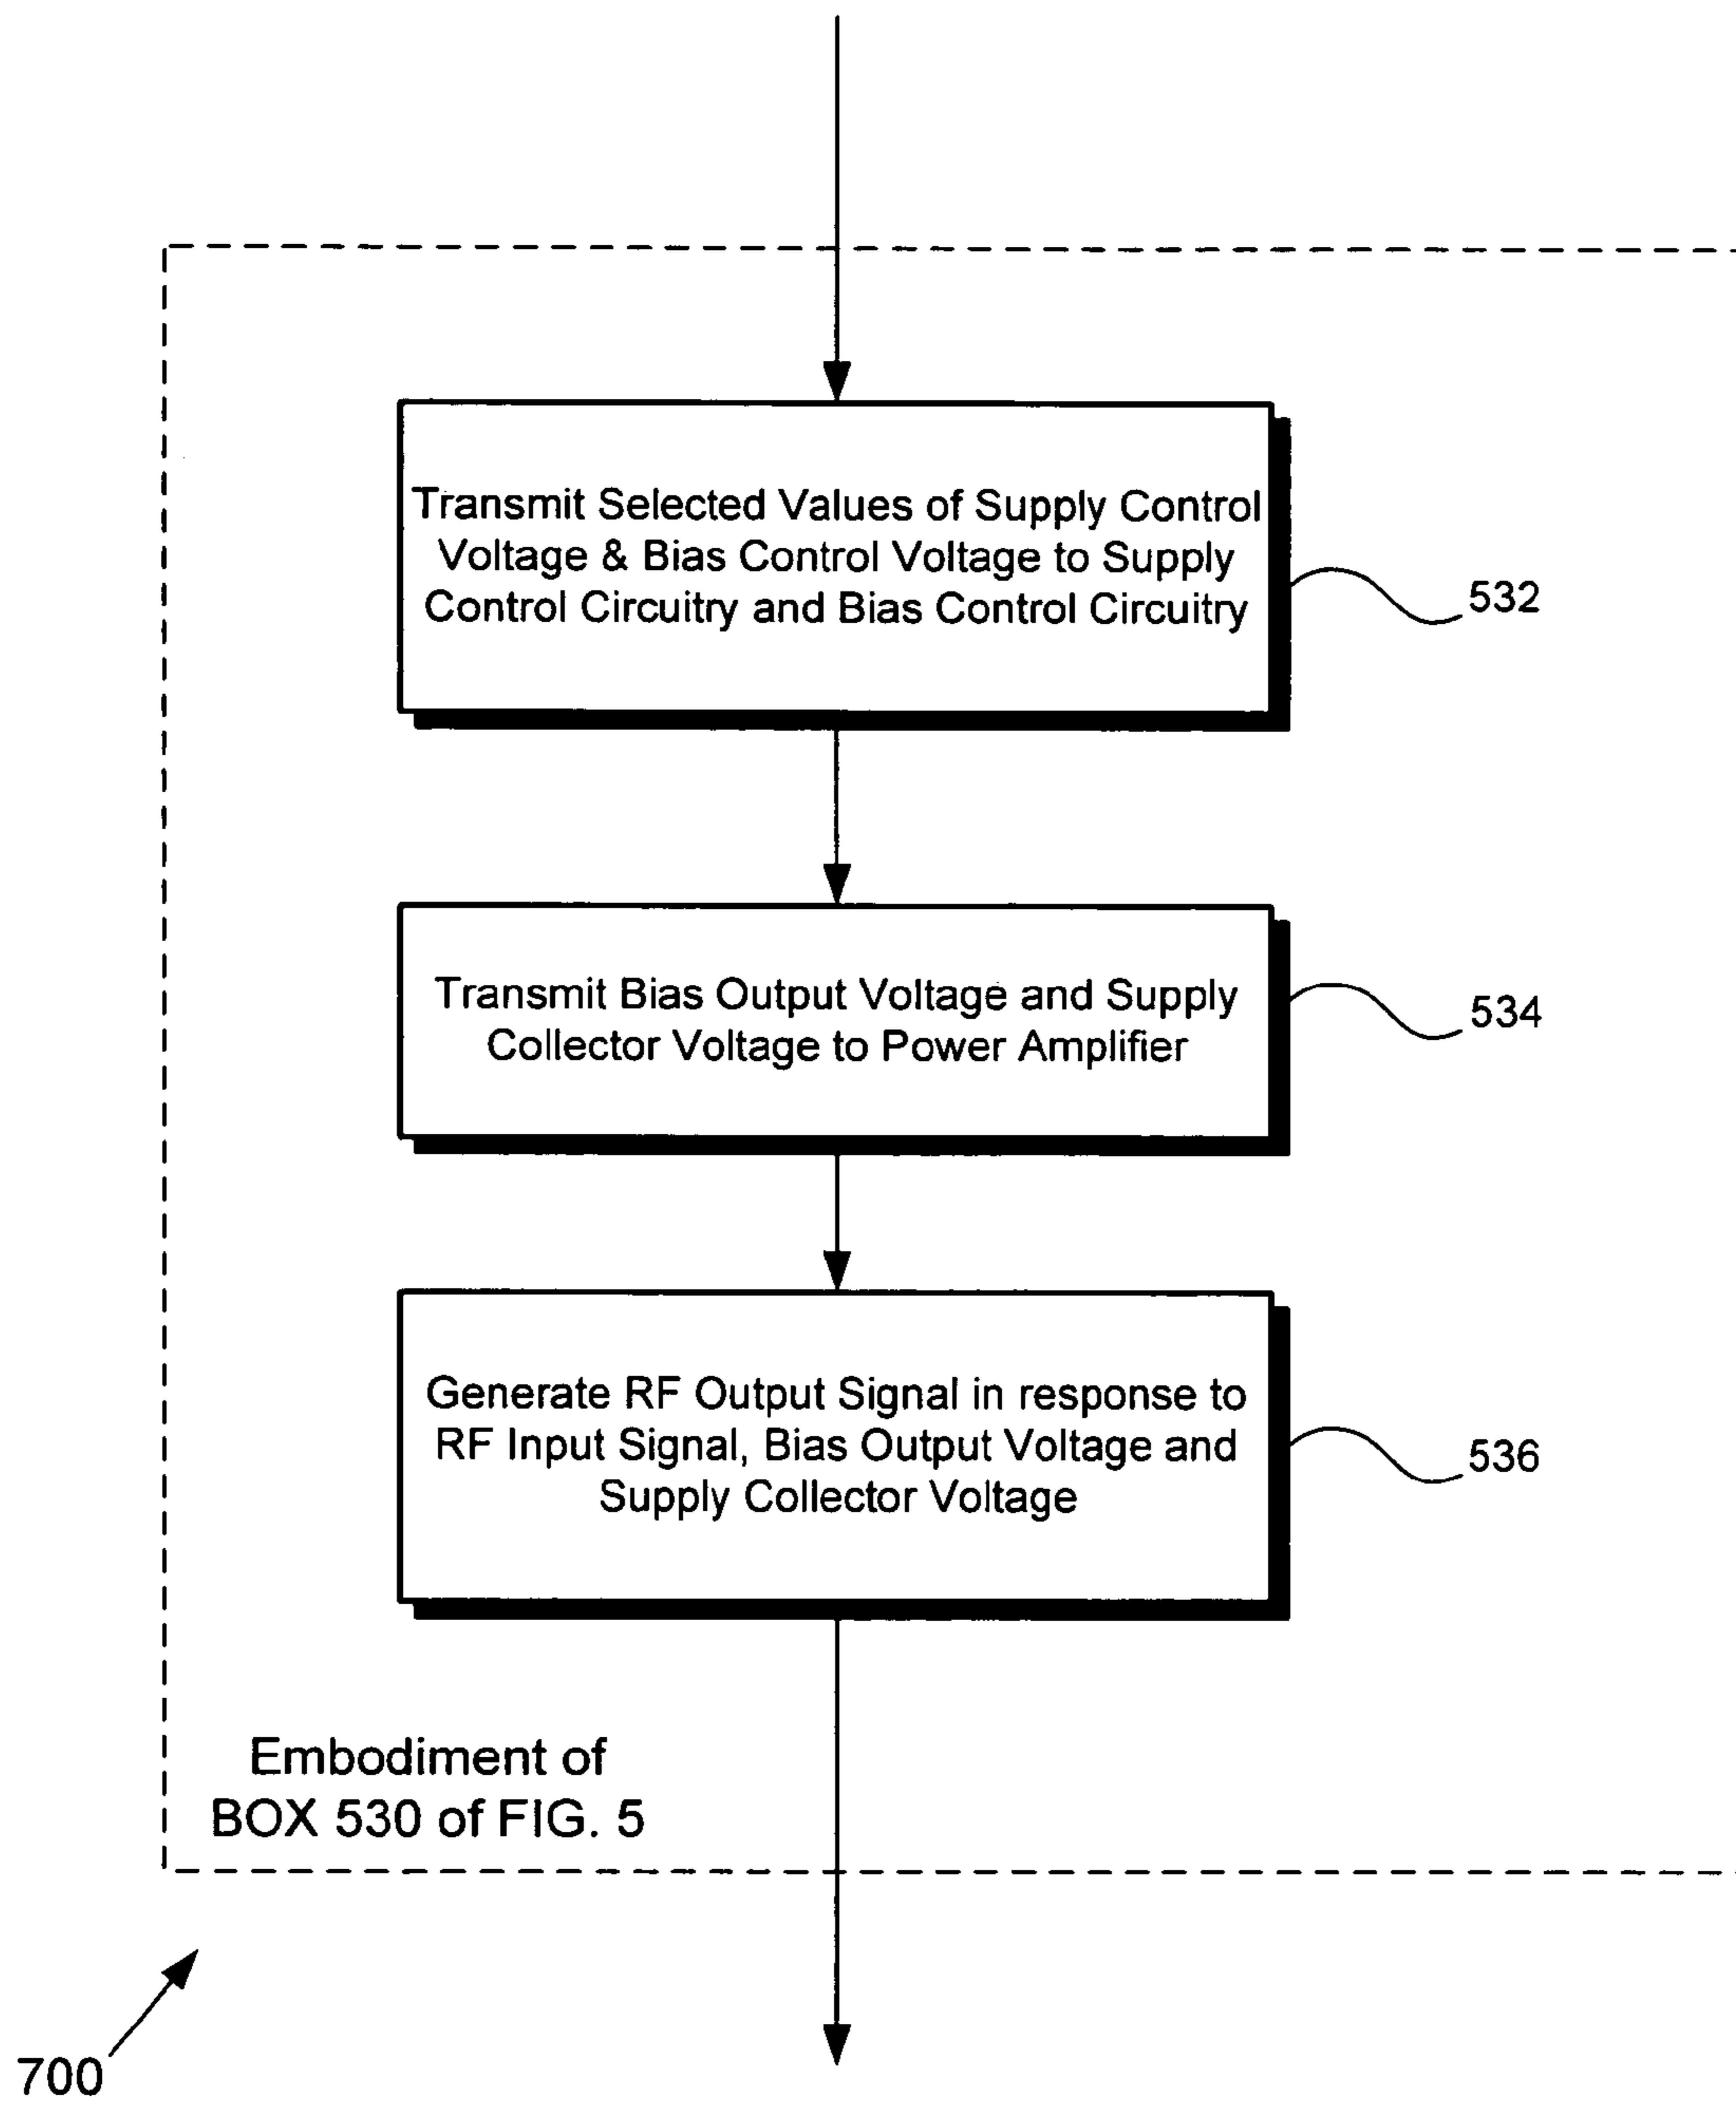 Transmit Selected Values of Supply Control
Voltage & Bias Control Voltage to Supply
Control Circuitry and Bias Control Circuitry
532
Transmit Bias Output Voltage and Supply
Collector Voltage to Power Amplifier
534
Generate RF Output Signal in response to
RF Input Signal, Bias Output Voltage and
Supply Collector Voltage
536
Embodiment of
BOX 530 of FIG. 5
700